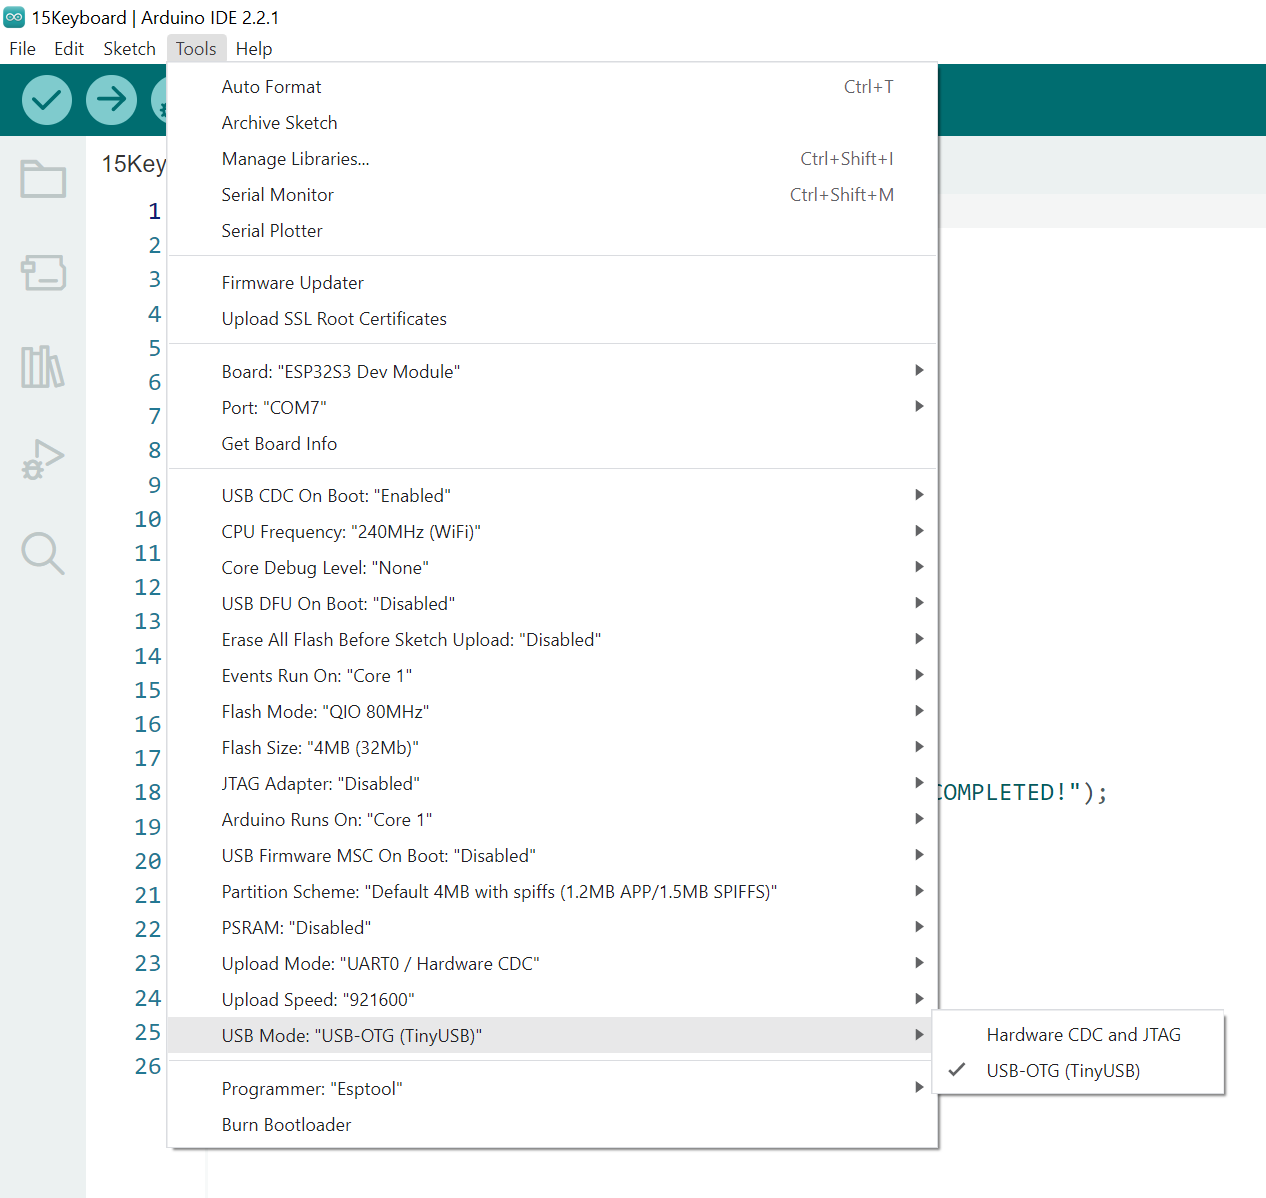 15Keyboard | Arduino IDE 2.2.1
File Edit Sketch Tools Help
Auto Format Ctrl+T
Archive Sketch
Manage Libraries... Ctrl+Shift+I
Serial Monitor Ctrl+Shift+M
Serial Plotter
Firmware Updater
Upload SSL Root Certificates
Board: "ESP32S3 Dev Module"
Port: "COM7"
Get Board Info
USB CDC On Boot: "Enabled"
CPU Frequency: "240MHz (WiFi)"
Core Debug Level: "None"
USB DFU On Boot: "Disabled"
Erase All Flash Before Sketch Upload: "Disabled"
Events Run On: "Core 1"
Flash Mode: "QIO 80MHz"
Flash Size: "4MB (32Mb)"
JTAG Adapter: "Disabled"
Arduino Runs On: "Core 1"
USB Firmware MSC On Boot: "Disabled"
Partition Scheme: "Default 4MB with spiffs (1.2MB APP/1.5MB SPIFFS)"
PSRAM: "Disabled"
Upload Mode: "UART0 / Hardware CDC"
Upload Speed: "921600"
USB Mode: "USB-OTG (TinyUSB)"
Programmer: "Esptool"
Burn Bootloader
Hardware CDC and JTAG
USB-OTG (TinyUSB)
15Key
1
2
3
4
5
6
7
8
9
10
11
12
13
14
15
16
17
18 COMPLETED!");
19
20
21
22
23
24
25
26